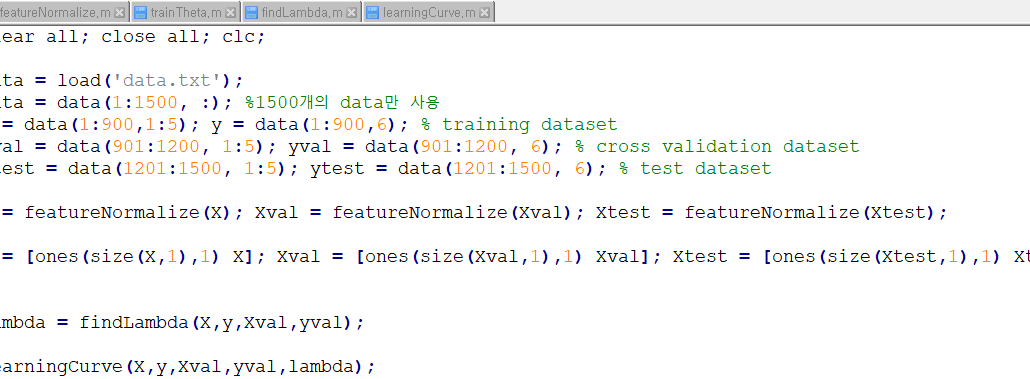 featureNormalize.m trainTheta.m findLambda.m learningCurve.m
ear all; close all; clc;
ta = load('data.txt');
ta = data(1:1500, :); %1500개의 data만 사용
= data(1:900,1:5); y = data(1:900,6); % training dataset
val = data(901:1200, 1:5); yval = data(901:1200, 6); % cross validation dataset
est = data(1201:1500, 1:5); ytest = data(1201:1500, 6); % test dataset
= featureNormalize(X); Xval = featureNormalize(Xval); Xtest = featureNormalize(Xtest);
= [ones(size(X,1),1) X]; Xval = [ones(size(Xval,1),1) Xval]; Xtest = [ones(size(Xtest,1),1) Xt
mbda = findLambda(X,y,Xval,yval);
earningCurve(X,y,Xval,yval,lambda);